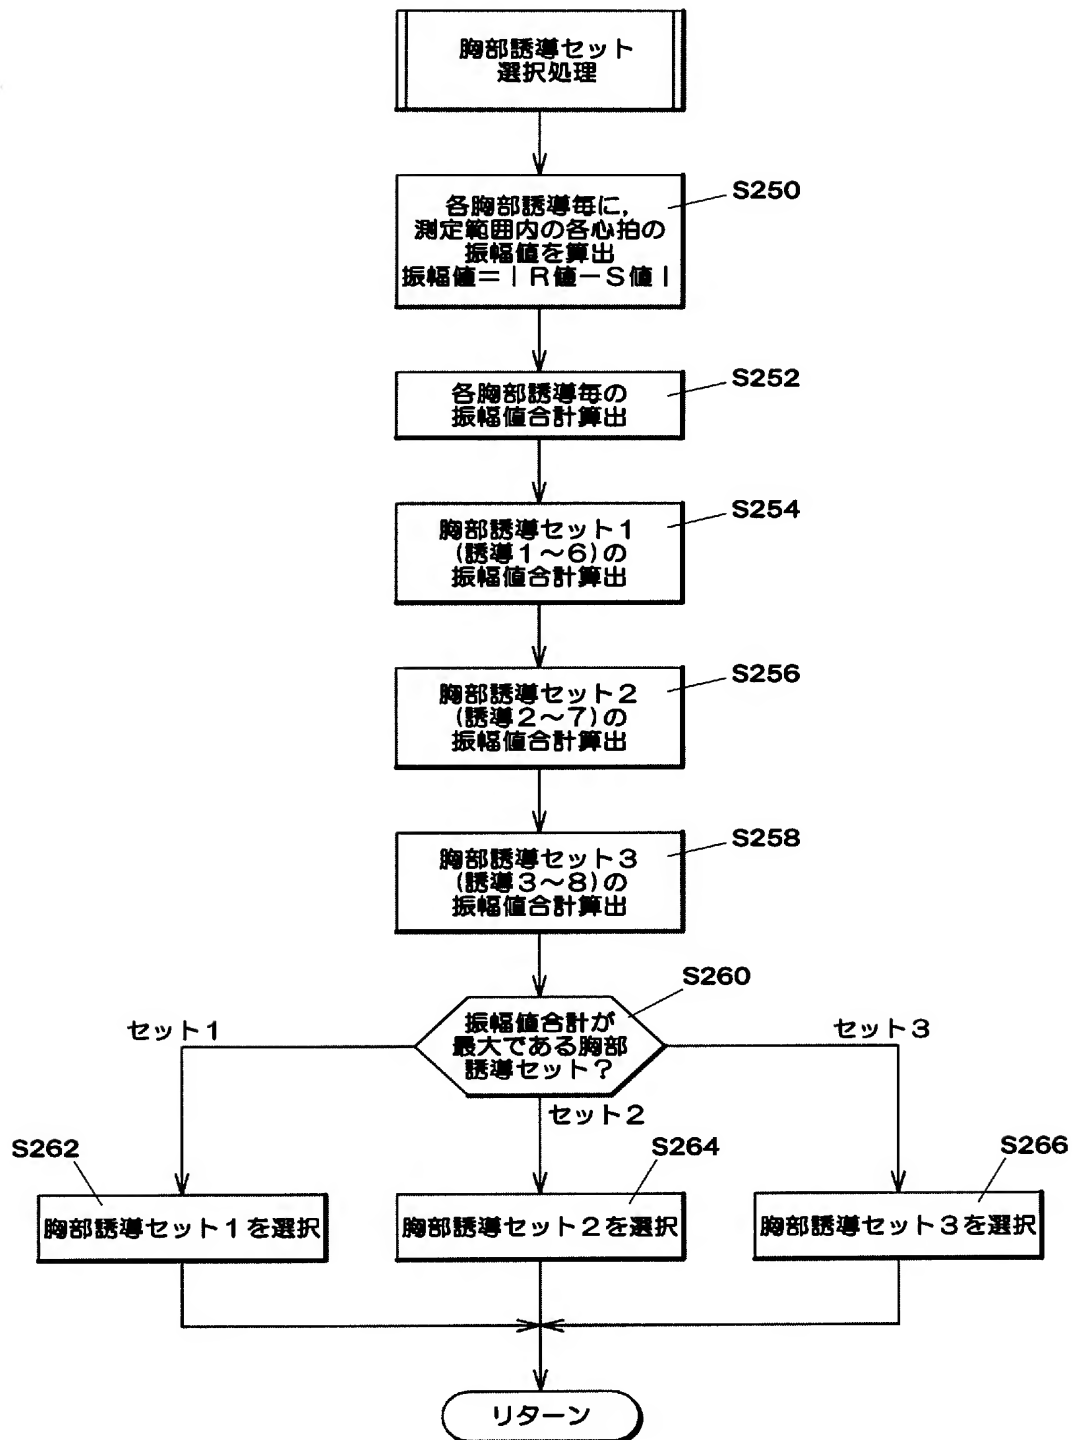 胸部誘導セット
選択処理
S250
各胸部誘導毎に,
測定範囲内の各心拍の
振幅値を算出
振幅値＝｜R値－S値｜
S252
各胸部誘導毎の
振幅値合計算出
S254
胸部誘導セット１
(誘導１～６)の
振幅値合計算出
S256
胸部誘導セット２
(誘導２～７)の
振幅値合計算出
S258
胸部誘導セット３
(誘導３～８)の
振幅値合計算出
S260
振幅値合計が
最大である胸部
誘導セット？
セット１
セット２
セット３
S262
胸部誘導セット１を選択
S264
胸部誘導セット２を選択
S266
胸部誘導セット３を選択
リターン